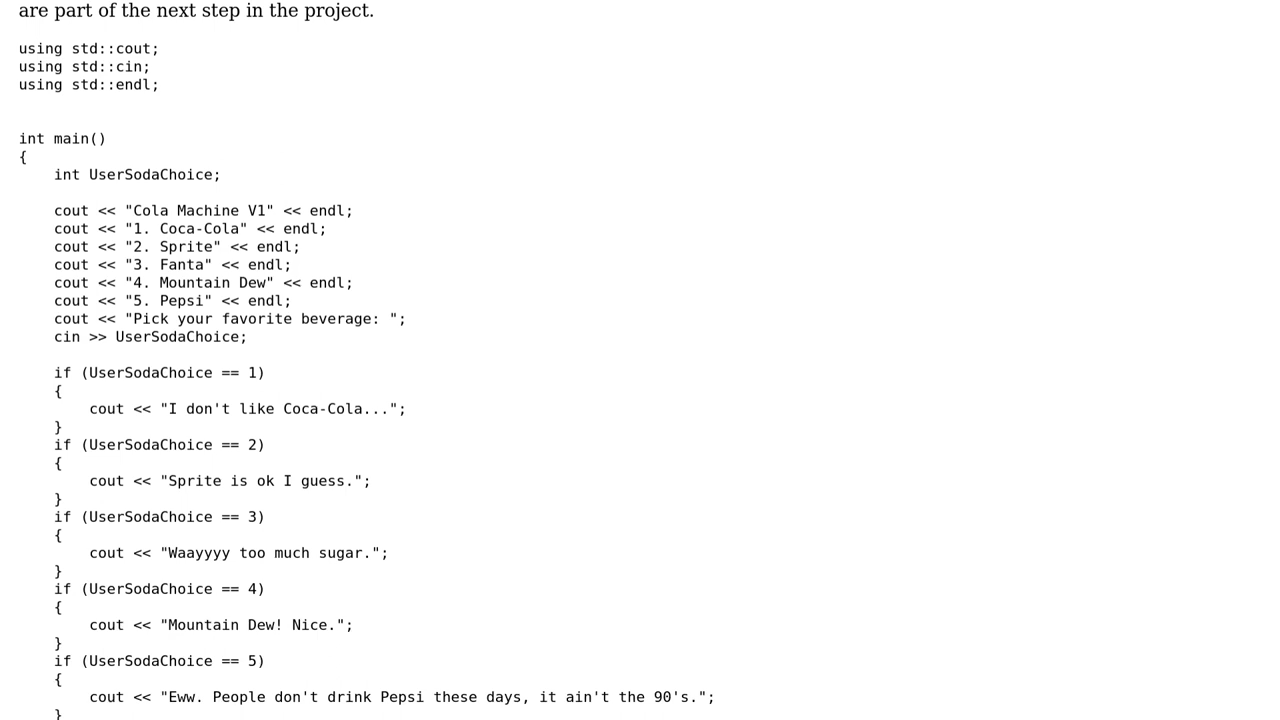 are part of the next step in the project.
using std::cout;
using std::cin;
using std::endl;
int main()
{
    int UserSodaChoice;
    cout << "Cola Machine V1" << endl;
    cout << "1. Coca-Cola" << endl;
    cout << "2. Sprite" << endl;
    cout << "3. Fanta" << endl;
    cout << "4. Mountain Dew" << endl;
    cout << "5. Pepsi" << endl;
    cout << "Pick your favorite beverage: ";
    cin >> UserSodaChoice;
    if (UserSodaChoice == 1)
    {
        cout << "I don't like Coca-Cola...";
    }
    if (UserSodaChoice == 2)
    {
        cout << "Sprite is ok I guess.";
    }
    if (UserSodaChoice == 3)
    {
        cout << "Waayyyy too much sugar.";
    }
    if (UserSodaChoice == 4)
    {
        cout << "Mountain Dew! Nice.";
    }
    if (UserSodaChoice == 5)
    {
        cout << "Eww. People don't drink Pepsi these days, it ain't the 90's.";
    }